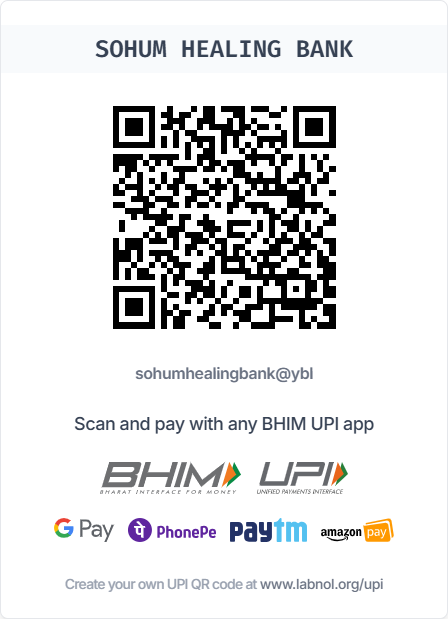 SOHUM HEALING BANK
sohumhealingbank@ybl
Scan and pay with any BHIM UPI app
BHIM UPI
BHARAT INTERFACE FOR MONEY UNIFIED PAYMENTS INTERFACE
G Pay PhonePe paytm amazon pay
Create your own UPI QR code at www.labnol.org/upi